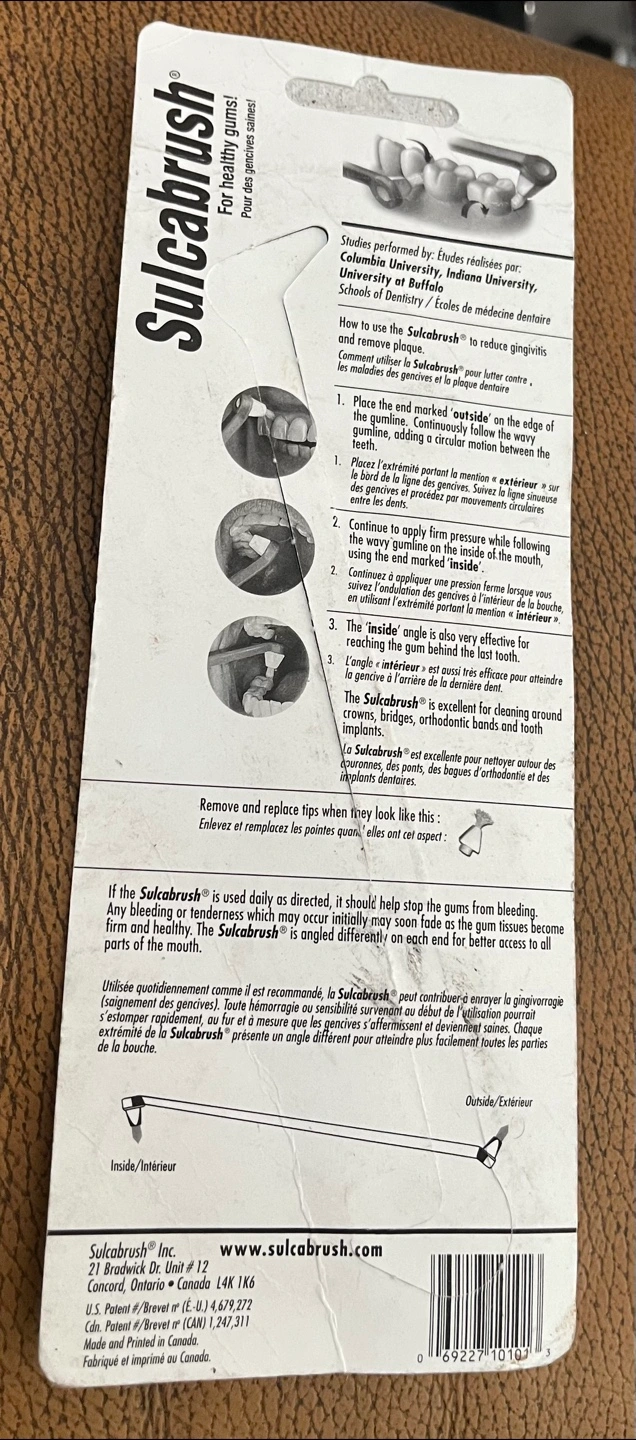 Sulcabrush®
For healthy gums!
Pour des gencives saines!
Studies performed by: Études réalisées par:
Columbia University, Indiana University,
University at Buffalo
Schools of Dentistry / Écoles de médecine dentaire
How to use the Sulcabrush® to reduce gingivitis
and remove plaque.
Comment utiliser la Sulcabrush® pour lutter contre
les maladies des gencives et la plaque dentaire
1. Place the end marked 'outside' on the edge of
the gumline. Continuously follow the wavy
gumline, adding a circular motion between the
teeth.
1. Placez l'extrémité portant la mention « extérieur » sur
le bord de la ligne des gencives. Suivez la ligne sinueuse
des gencives et procédez par mouvements circulaires
entre les dents.
2. Continue to apply firm pressure while following
the wavy gumline on the inside of the mouth,
using the end marked 'inside'.
2. Continuez à appliquer une pression ferme lorsque vous
suivez l'ondulation des gencives à l'intérieur de la bouche,
en utilisant l'extrémité portant la mention « intérieur ».
3. The 'inside' angle is also very effective for
reaching the gum behind the last tooth.
3. L'angle « intérieur » est aussi très efficace pour atteindre
la gencive à l'arrière de la dernière dent.
The Sulcabrush® is excellent for cleaning around
crowns, bridges, orthodontic bands and tooth
implants.
La Sulcabrush® est excellente pour nettoyer autour des
couronnes, des ponts, des bagues d'orthodontie et des
implants dentaires.
Remove and replace tips when they look like this :
Enlevez et remplacez les pointes quand elles ont cet aspect :
If the Sulcabrush® is used daily as directed, it should help stop the gums from bleeding.
Any bleeding or tenderness which may occur initially may soon fade as the gum tissues become
firm and healthy. The Sulcabrush® is angled differently on each end for better access to all
parts of the mouth.
Utilisée quotidiennement comme il est recommandé, la Sulcabrush® peut contribuer à enrayer la gingivorragie
(saignement des gencives). Toute hémorragie ou sensibilité survenant au début de l'utilisation pourrait
s'estomper rapidement, au fur et à mesure que les gencives s'affermissent et deviennent saines. Chaque
extrémité de la Sulcabrush® présente un angle différent pour atteindre plus facilement toutes les parties
de la bouche.
Outside/Extérieur
Inside/Intérieur
Sulcabrush® Inc. www.sulcabrush.com
21 Bradwick Dr. Unit # 12
Concord, Ontario • Canada L4K 1K6
U.S. Patent #/Brevet nº (É.-U.) 4,679,272
Cdn. Patent #/Brevet nº (CAN) 1,247,311
Made and Printed in Canada.
Fabriqué et imprimé au Canada.
0 69227 10101 3